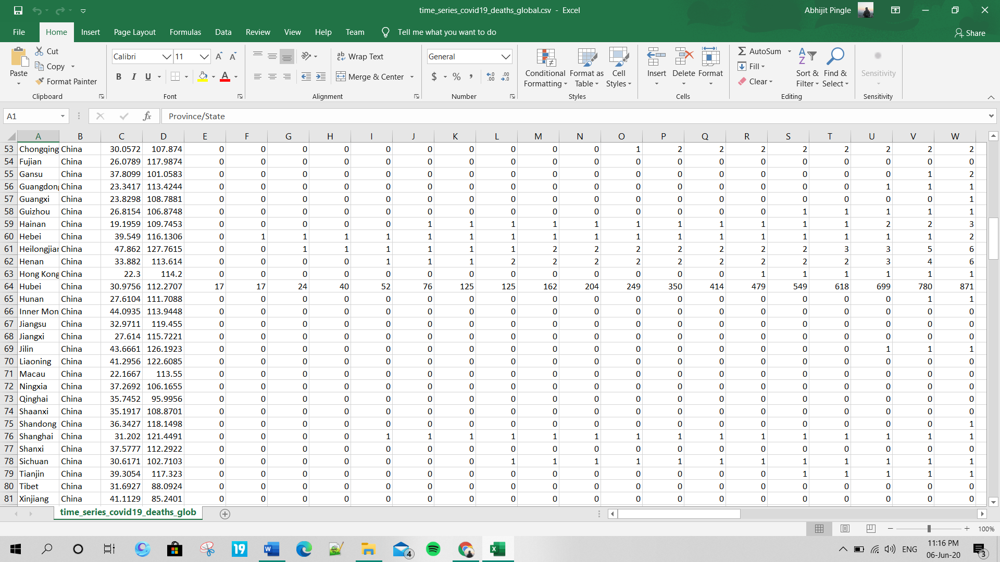 time_series_covid19_deaths_global.csv - Excel
Abhijit Pingle
File Home Insert Page Layout Formulas Data Review View Help Team Tell me what you want to do
Share
Paste
Cut
Copy
Format Painter
Clipboard
Calibri 11
B I U
Font
Wrap Text
Merge & Center
Alignment
General
$ % ,
Number
Conditional Formatting
Format as Table
Cell Styles
Styles
Insert Delete Format
Cells
AutoSum
Fill
Clear
Sort & Filter
Find & Select
Editing
Sensitivity
Sensitivity
A1 fx Province/State
A B C D E F G H I J K L M N O P Q R S T U V W
53 Chongqing China 30.0572 107.874 0 0 0 0 0 0 0 0 0 0 1 2 2 2 2 2 2 2 2
54 Fujian China 26.0789 117.9874 0 0 0 0 0 0 0 0 0 0 0 0 0 0 0 0 0 0 0
55 Gansu China 37.8099 101.0583 0 0 0 0 0 0 0 0 0 0 0 0 0 0 0 0 0 1 2
56 Guangdong China 23.3417 113.4244 0 0 0 0 0 0 0 0 0 0 0 0 0 0 0 0 1 1 1
57 Guangxi China 23.8298 108.7881 0 0 0 0 0 0 0 0 0 0 0 0 0 0 0 0 0 0 1
58 Guizhou China 26.8154 106.8748 0 0 0 0 0 0 0 0 0 0 0 0 0 0 1 1 1 1 1
59 Hainan China 19.1959 109.7453 0 0 0 0 0 1 1 1 1 1 1 1 1 1 1 1 2 2 3
60 Hebei China 39.549 116.1306 0 1 1 1 1 1 1 1 1 1 1 1 1 1 1 1 1 1 2
61 Heilongjiar China 47.862 127.7615 0 0 1 1 1 1 1 1 2 2 2 2 2 2 2 3 3 5 6
62 Henan China 33.882 113.614 0 0 0 0 1 1 1 2 2 2 2 2 2 2 2 2 3 4 6
63 Hong Kong China 22.3 114.2 0 0 0 0 0 0 0 0 0 0 0 0 0 1 1 1 1 1 1
64 Hubei China 30.9756 112.2707 17 17 24 40 52 76 125 125 162 204 249 350 414 479 549 618 699 780 871
65 Hunan China 27.6104 111.7088 0 0 0 0 0 0 0 0 0 0 0 0 0 0 0 0 0 1 1
66 Inner Mon China 44.0935 113.9448 0 0 0 0 0 0 0 0 0 0 0 0 0 0 0 0 0 0 0
67 Jiangsu China 32.9711 119.455 0 0 0 0 0 0 0 0 0 0 0 0 0 0 0 0 0 0 0
68 Jiangxi China 27.614 115.7221 0 0 0 0 0 0 0 0 0 0 0 0 0 0 0 0 0 0 0
69 Jilin China 43.6661 126.1923 0 0 0 0 0 0 0 0 0 0 0 0 0 0 0 0 1 1 1
70 Liaoning China 41.2956 122.6085 0 0 0 0 0 0 0 0 0 0 0 0 0 0 0 0 0 0 0
71 Macau China 22.1667 113.55 0 0 0 0 0 0 0 0 0 0 0 0 0 0 0 0 0 0 0
72 Ningxia China 37.2692 106.1655 0 0 0 0 0 0 0 0 0 0 0 0 0 0 0 0 0 0 0
73 Qinghai China 35.7452 95.9956 0 0 0 0 0 0 0 0 0 0 0 0 0 0 0 0 0 0 0
74 Shaanxi China 35.1917 108.8701 0 0 0 0 0 0 0 0 0 0 0 0 0 0 0 0 0 0 0
75 Shandong China 36.3427 118.1498 0 0 0 0 0 0 0 0 0 0 0 0 0 0 0 0 0 0 1
76 Shanghai China 31.202 121.4491 0 0 0 0 1 1 1 1 1 1 1 1 1 1 1 1 1 1 1
77 Shanxi China 37.5777 112.2922 0 0 0 0 0 0 0 0 0 0 0 0 0 0 0 0 0 0 0
78 Sichuan China 30.6171 102.7103 0 0 0 0 0 0 0 1 1 1 1 1 1 1 1 1 1 1 1
79 Tianjin China 39.3054 117.323 0 0 0 0 0 0 0 0 0 0 0 0 0 0 1 1 1 1 1
80 Tibet China 31.6927 88.0924 0 0 0 0 0 0 0 0 0 0 0 0 0 0 0 0 0 0 0
81 Xinjiang China 41.1129 85.2401 0 0 0 0 0 0 0 0 0 0 0 0 0 0 0 0 0 0 0
time_series_covid19_deaths_glob
100%
19
4
ENG
11:16 PM
06-Jun-20
3